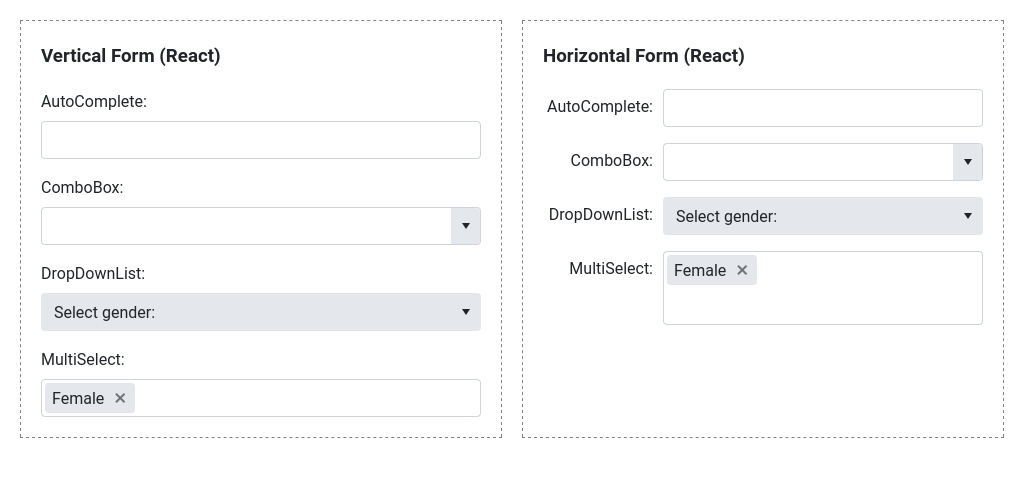 Vertical Form (React)
AutoComplete:
ComboBox:
DropDownList:
Select gender:
MultiSelect:
Female
Horizontal Form (React)
AutoComplete:
ComboBox:
DropDownList:
Select gender:
MultiSelect:
Female